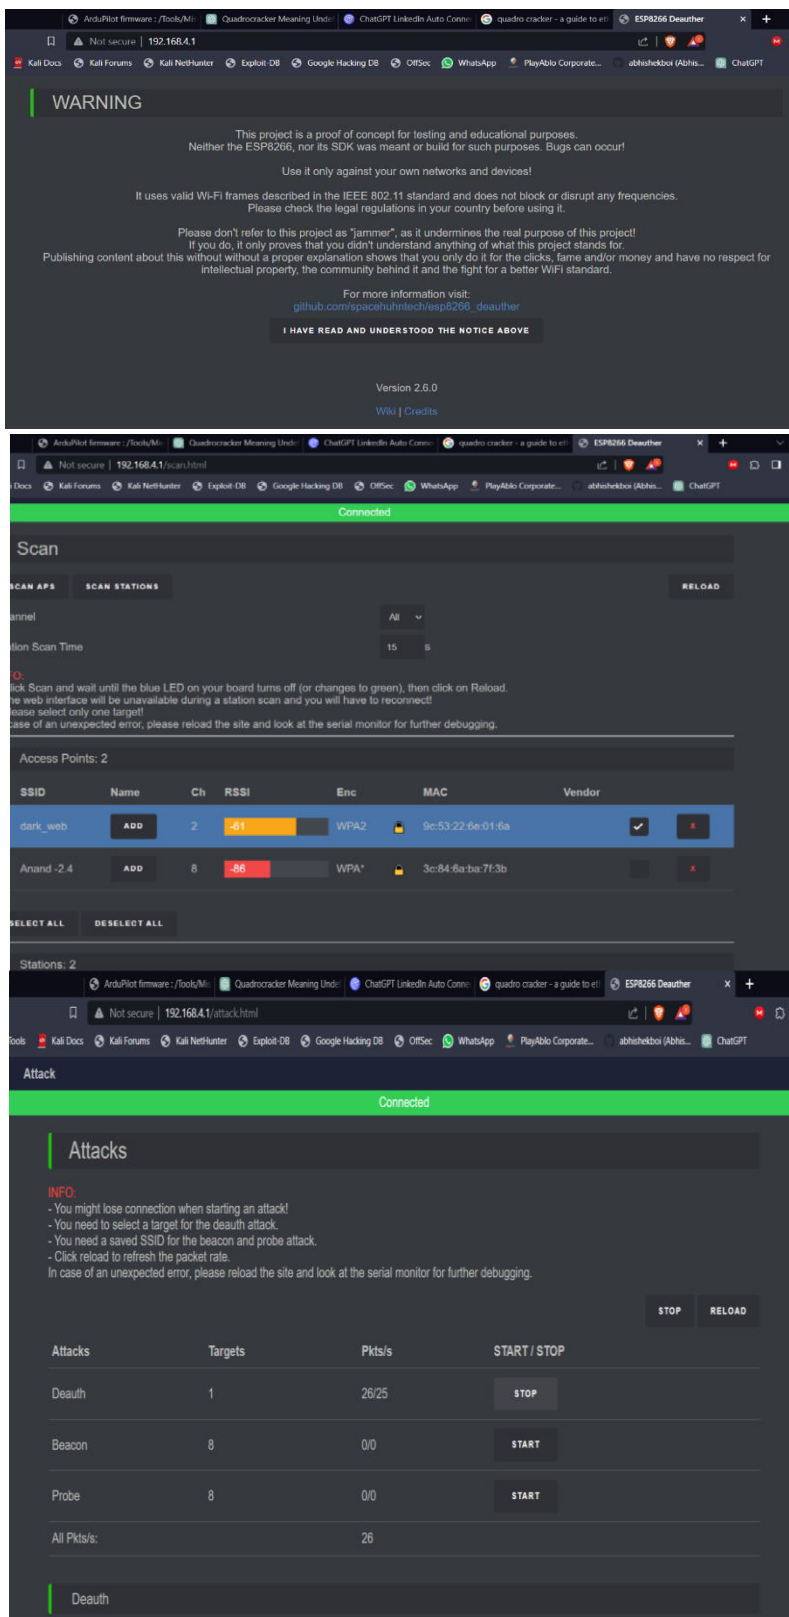 ArduPilot firmware : /Tools/Mi Quadrocracker Meaning Unde ChatGPT LinkedIn Auto Conne quadro cracker - a guide to et ESP8266 Deauther x +
Not secure | 192.168.4.1
Kali Docs Kali Forums Kali NetHunter Exploit-DB Google Hacking DB OffSec WhatsApp PlayAblo Corporate... abhishekboi (Abhis... ChatGPT
WARNING
This project is a proof of concept for testing and educational purposes.
Neither the ESP8266, nor its SDK was meant or build for such purposes. Bugs can occur!
Use it only against your own networks and devices!
It uses valid Wi-Fi frames described in the IEEE 802.11 standard and does not block or disrupt any frequencies.
Please check the legal regulations in your country before using it.
Please don't refer to this project as "jammer", as it undermines the real purpose of this project!
If you do, it only proves that you didn't understand anything of what this project stands for.
Publishing content about this without without a proper explanation shows that you only do it for the clicks, fame and/or money and have no respect for
intellectual property, the community behind it and the fight for a better WiFi standard.
For more information visit:
github.com/spacehuhntech/esp8266_deauther
I HAVE READ AND UNDERSTOOD THE NOTICE ABOVE
Version 2.6.0
Wiki | Credits
ArduPilot firmware : /Tools/Mi Quadrocracker Meaning Unde ChatGPT LinkedIn Auto Conne quadro cracker - a guide to et ESP8266 Deauther x +
Not secure | 192.168.4.1/scan.html
Docs Kali Forums Kali NetHunter Exploit-DB Google Hacking DB OffSec WhatsApp PlayAblo Corporate... abhishekboi (Abhis... ChatGPT
Connected
Scan
SCAN APS SCAN STATIONS RELOAD
annel All
tion Scan Time 15 s
FO:
lick Scan and wait until the blue LED on your board turns off (or changes to green), then click on Reload.
he web interface will be unavailable during a station scan and you will have to reconnect!
lease select only one target!
case of an unexpected error, please reload the site and look at the serial monitor for further debugging.
Access Points: 2
SSID Name Ch RSSI Enc MAC Vendor
dark_web ADD 2 -61 WPA2 9c:53:22:6e:01:6a X
Anand -2.4 ADD 8 -86 WPA* 3c:84:6a:ba:7f:3b X
SELECT ALL DESELECT ALL
Stations: 2
ArduPilot firmware : /Tools/Mi Quadrocracker Meaning Unde ChatGPT LinkedIn Auto Conne quadro cracker - a guide to et ESP8266 Deauther x +
Not secure | 192.168.4.1/attack.html
Tools Kali Docs Kali Forums Kali NetHunter Exploit-DB Google Hacking DB OffSec WhatsApp PlayAblo Corporate... abhishekboi (Abhis... ChatGPT
Attack
Connected
Attacks
INFO:
- You might lose connection when starting an attack!
- You need to select a target for the deauth attack.
- You need a saved SSID for the beacon and probe attack.
- Click reload to refresh the packet rate.
In case of an unexpected error, please reload the site and look at the serial monitor for further debugging.
STOP RELOAD
Attacks Targets Pkts/s START / STOP
Deauth 1 26/25 STOP
Beacon 8 0/0 START
Probe 8 0/0 START
All Pkts/s: 26
Deauth